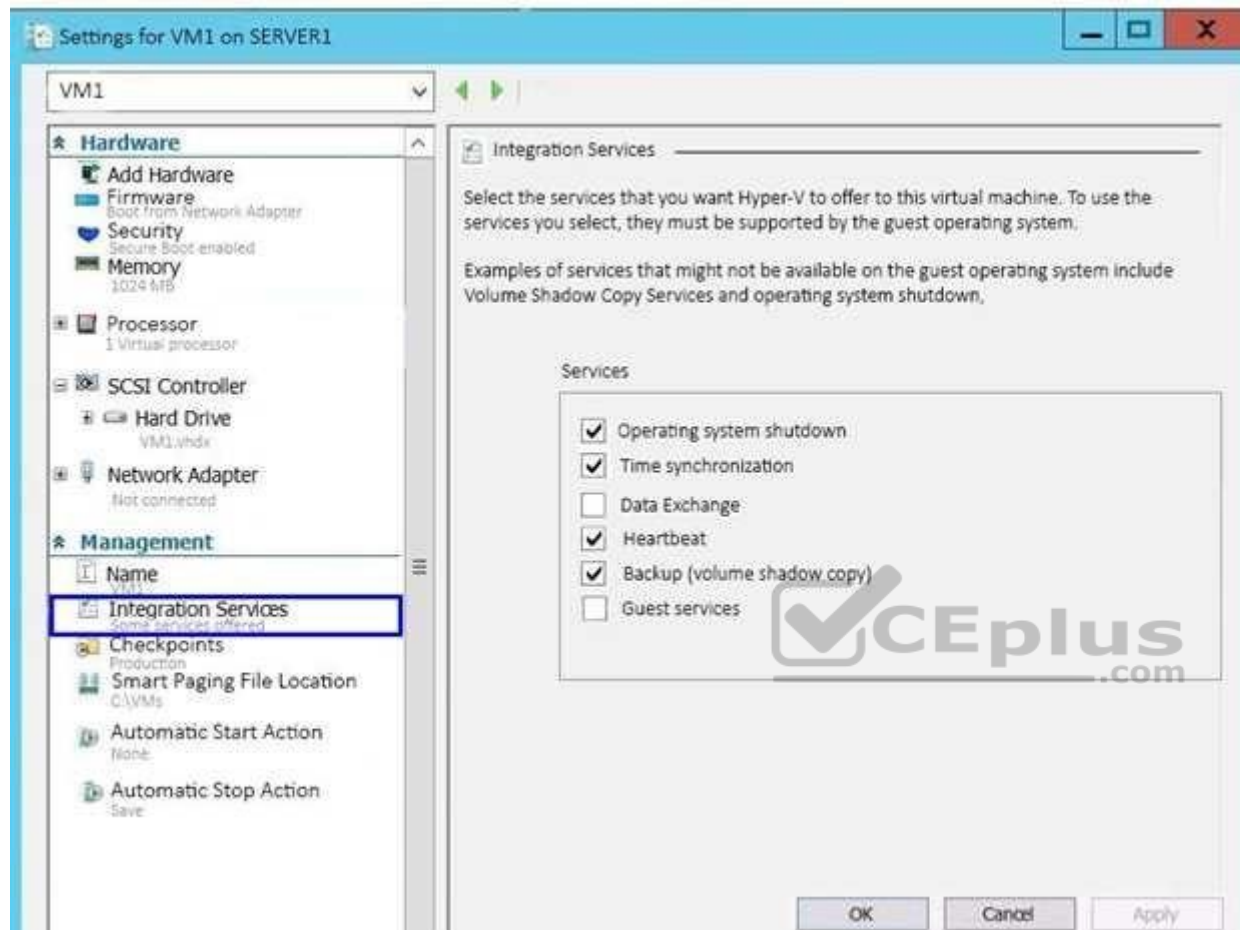 Settings for VM1 on SERVER1
X
VM1
Hardware
Add Hardware
Firmware
Boot from Network Adapter
Security
Secure Boot enabled
Memory
1024 MB
Processor
1 Virtual processor
SCSI Controller
Hard Drive
VM1.vhdx
Network Adapter
Not connected
Management
Name
VM1
Integration Services
Some services offered
Checkpoints
Production
Smart Paging File Location
C:\VMs
Automatic Start Action
None
Automatic Stop Action
Save
Integration Services
Select the services that you want Hyper-V to offer to this virtual machine. To use the
services you select, they must be supported by the guest operating system.
Examples of services that might not be available on the guest operating system include
Volume Shadow Copy Services and operating system shutdown,
Services
Operating system shutdown
Time synchronization
Data Exchange
Heartbeat
Backup (volume shadow copy)
Guest services
CEplus
.com
OK
Cancel
Apply